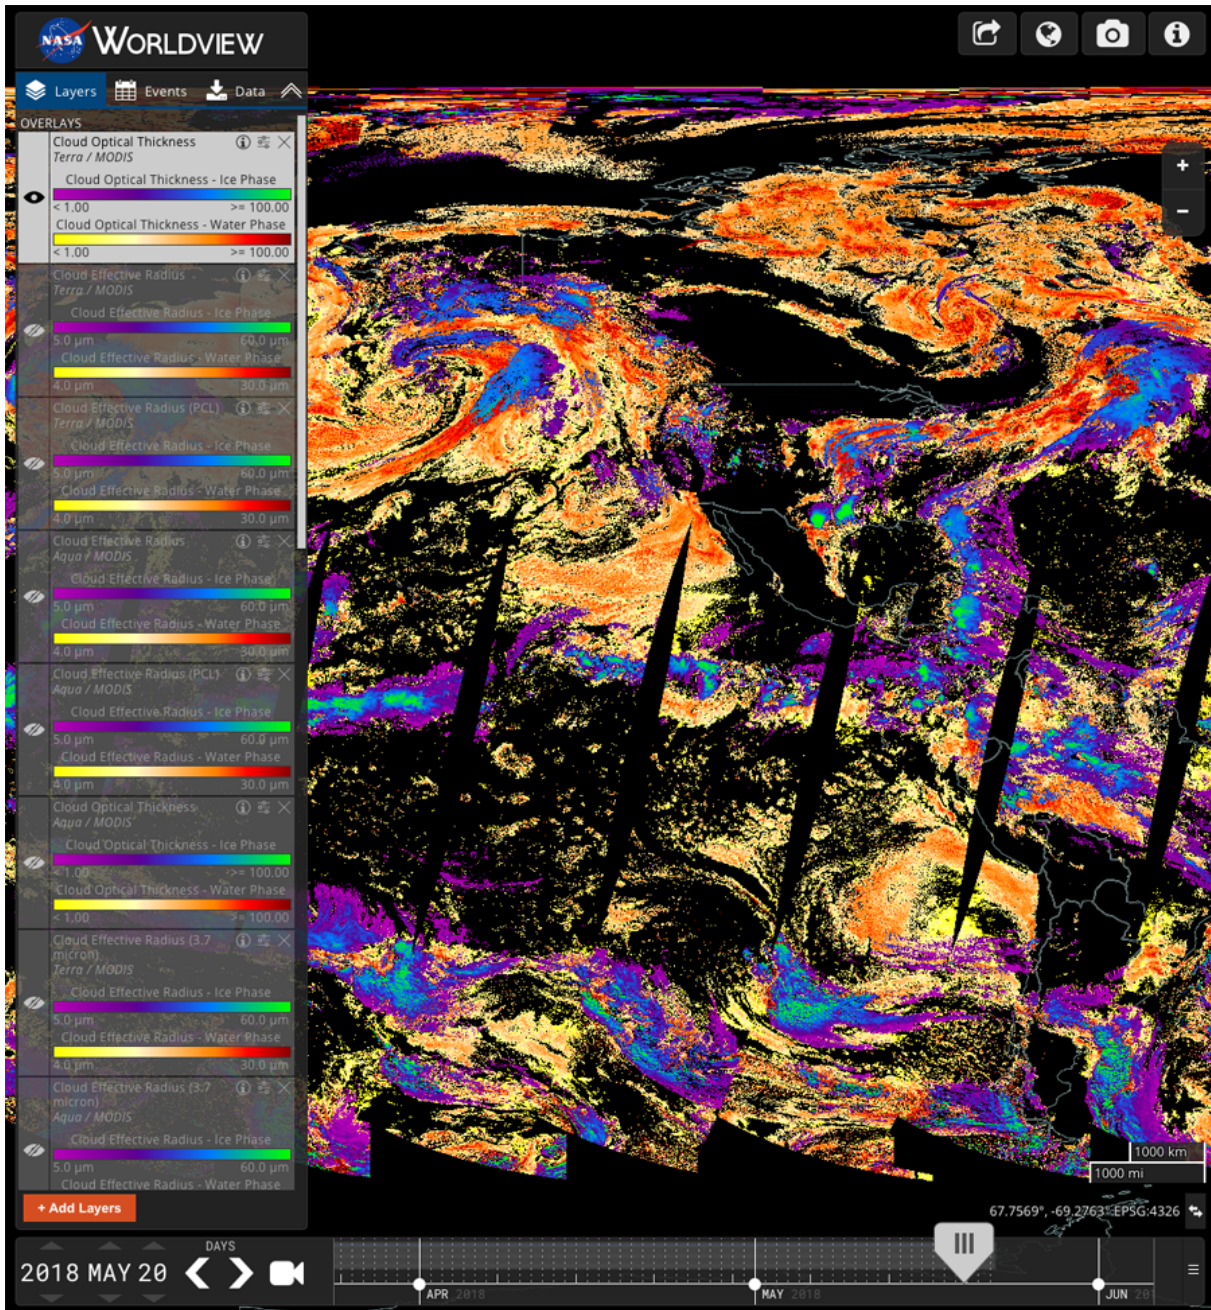 NASA WORLDVIEW
Layers Events Data
OVERLAYS
Cloud Optical Thickness
Terra / MODIS
Cloud Optical Thickness - Ice Phase
< 1.00 >= 100.00
Cloud Optical Thickness - Water Phase
< 1.00 >= 100.00
Cloud Effective Radius
Terra / MODIS
Cloud Effective Radius - Ice Phase
5.0 µm 60.0 µm
Cloud Effective Radius - Water Phase
4.0 µm 30.0 µm
Cloud Effective Radius (PCL)
Terra / MODIS
Cloud Effective Radius - Ice Phase
5.0 µm 60.0 µm
Cloud Effective Radius - Water Phase
4.0 µm 30.0 µm
Cloud Effective Radius
Aqua / MODIS
Cloud Effective Radius - Ice Phase
5.0 µm 60.0 µm
Cloud Effective Radius - Water Phase
4.0 µm 30.0 µm
Cloud Effective Radius (PCL)
Aqua / MODIS
Cloud Effective Radius - Ice Phase
5.0 µm 60.0 µm
Cloud Effective Radius - Water Phase
4.0 µm 30.0 µm
Cloud Optical Thickness
Aqua / MODIS
Cloud Optical Thickness - Ice Phase
< 1.00 >= 100.00
Cloud Optical Thickness - Water Phase
< 1.00 >= 100.00
Cloud Effective Radius (3.7
micron)
Terra / MODIS
Cloud Effective Radius - Ice Phase
5.0 µm 60.0 µm
Cloud Effective Radius - Water Phase
4.0 µm 30.0 µm
Cloud Effective Radius (3.7
micron)
Aqua / MODIS
Cloud Effective Radius - Ice Phase
5.0 µm 60.0 µm
Cloud Effective Radius - Water Phase
+ Add Layers
1000 km
1000 mi
67.7569°, -69.2763° EPSG:4326
DAYS
2018 MAY 20
APR 2018 MAY 2018 JUN